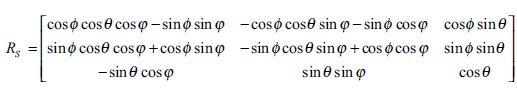 R_S = [ cosϕ cosθ cosφ − sinϕ sinφ   − cosϕ cosθ sinφ − sinϕ cosφ   cosϕ sinθ
sinϕ cosθ cosφ + cosϕ sinφ   − sinϕ cosθ sinφ + cosϕ cosφ   sinϕ sinθ
− sinθ cosφ   sinθ sinφ   cosθ ]